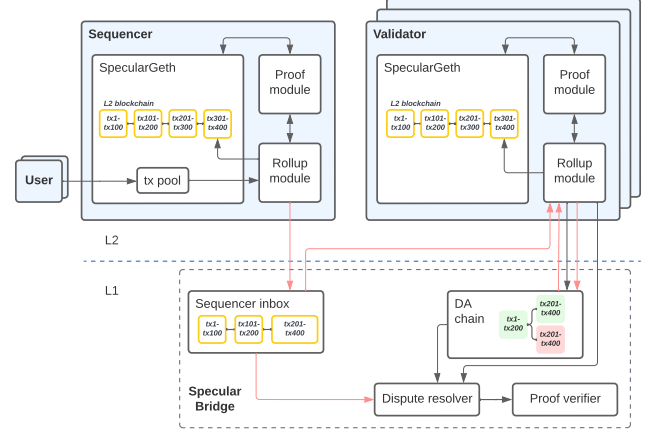 Sequencer
SpecularGeth
L2 blockchain
tx1-
tx100
tx101-
tx200
tx201-
tx300
tx301-
tx400
Proof
module
Rollup
module
tx pool
User
Validator
SpecularGeth
L2 blockchain
tx1-
tx100
tx101-
tx200
tx201-
tx300
tx301-
tx400
Proof
module
Rollup
module
L2
L1
Sequencer inbox
tx1-
tx100
tx101-
tx200
tx201-
tx400
DA
chain
tx1-
tx200
tx201-
tx400
tx201-
tx400
Specular
Bridge
Dispute resolver
Proof verifier